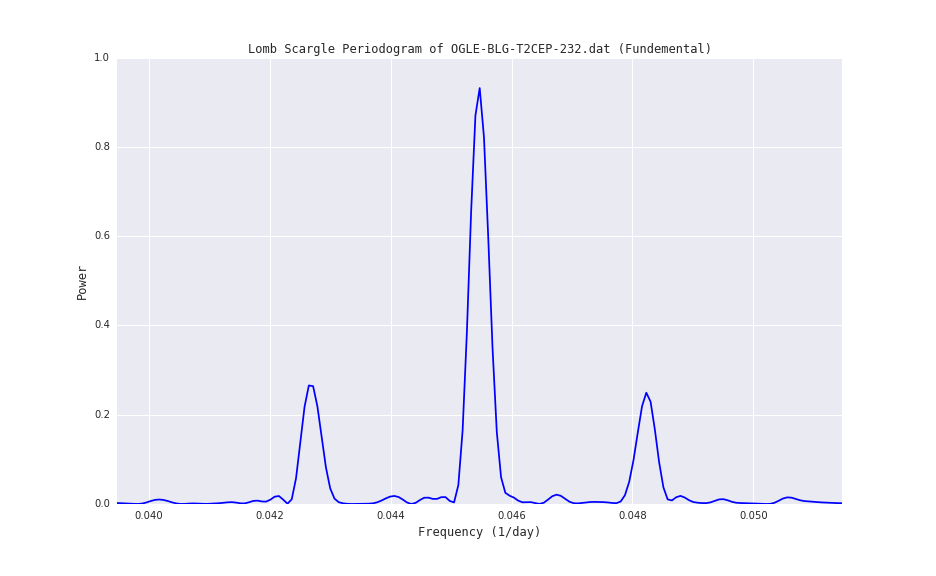 Lomb Scargle Periodogram of OGLE-BLG-T2CEP-232.dat (Fundemental)
1.0
0.8
0.6
0.4
0.2
0.0
Power
0.040 0.042 0.044 0.046 0.048 0.050
Frequency (1/day)